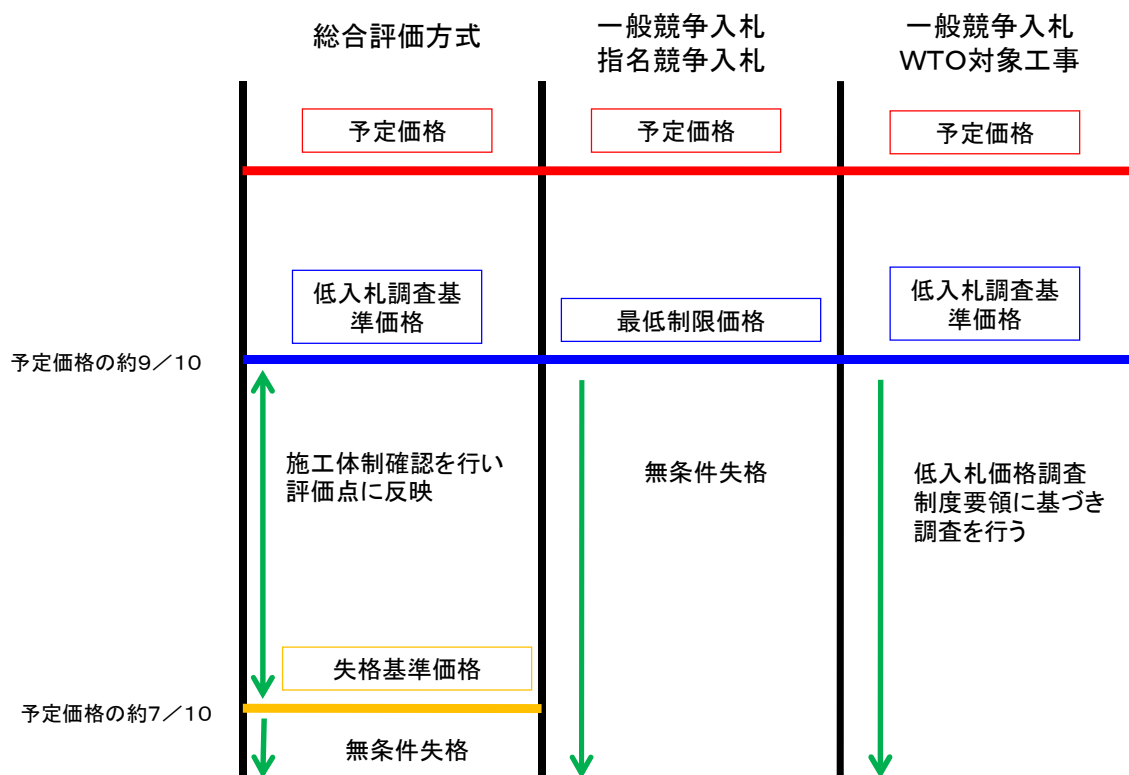 総合評価方式
一般競争入札
指名競争入札
一般競争入札
WTO対象工事
予定価格
予定価格
予定価格
低入札調査基
準価格
最低制限価格
低入札調査基
準価格
予定価格の約9/10
施工体制確認を行い
評価点に反映
無条件失格
低入札価格調査
制度要領に基づき
調査を行う
失格基準価格
予定価格の約7/10
無条件失格